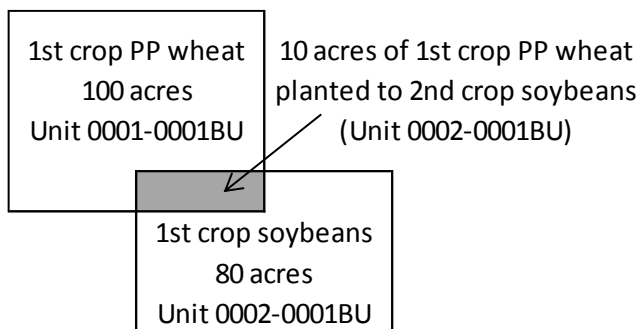 1st crop PP wheat
100 acres
Unit 0001-0001BU
10 acres of 1st crop PP wheat
planted to 2nd crop soybeans
(Unit 0002-0001BU)
1st crop soybeans
80 acres
Unit 0002-0001BU